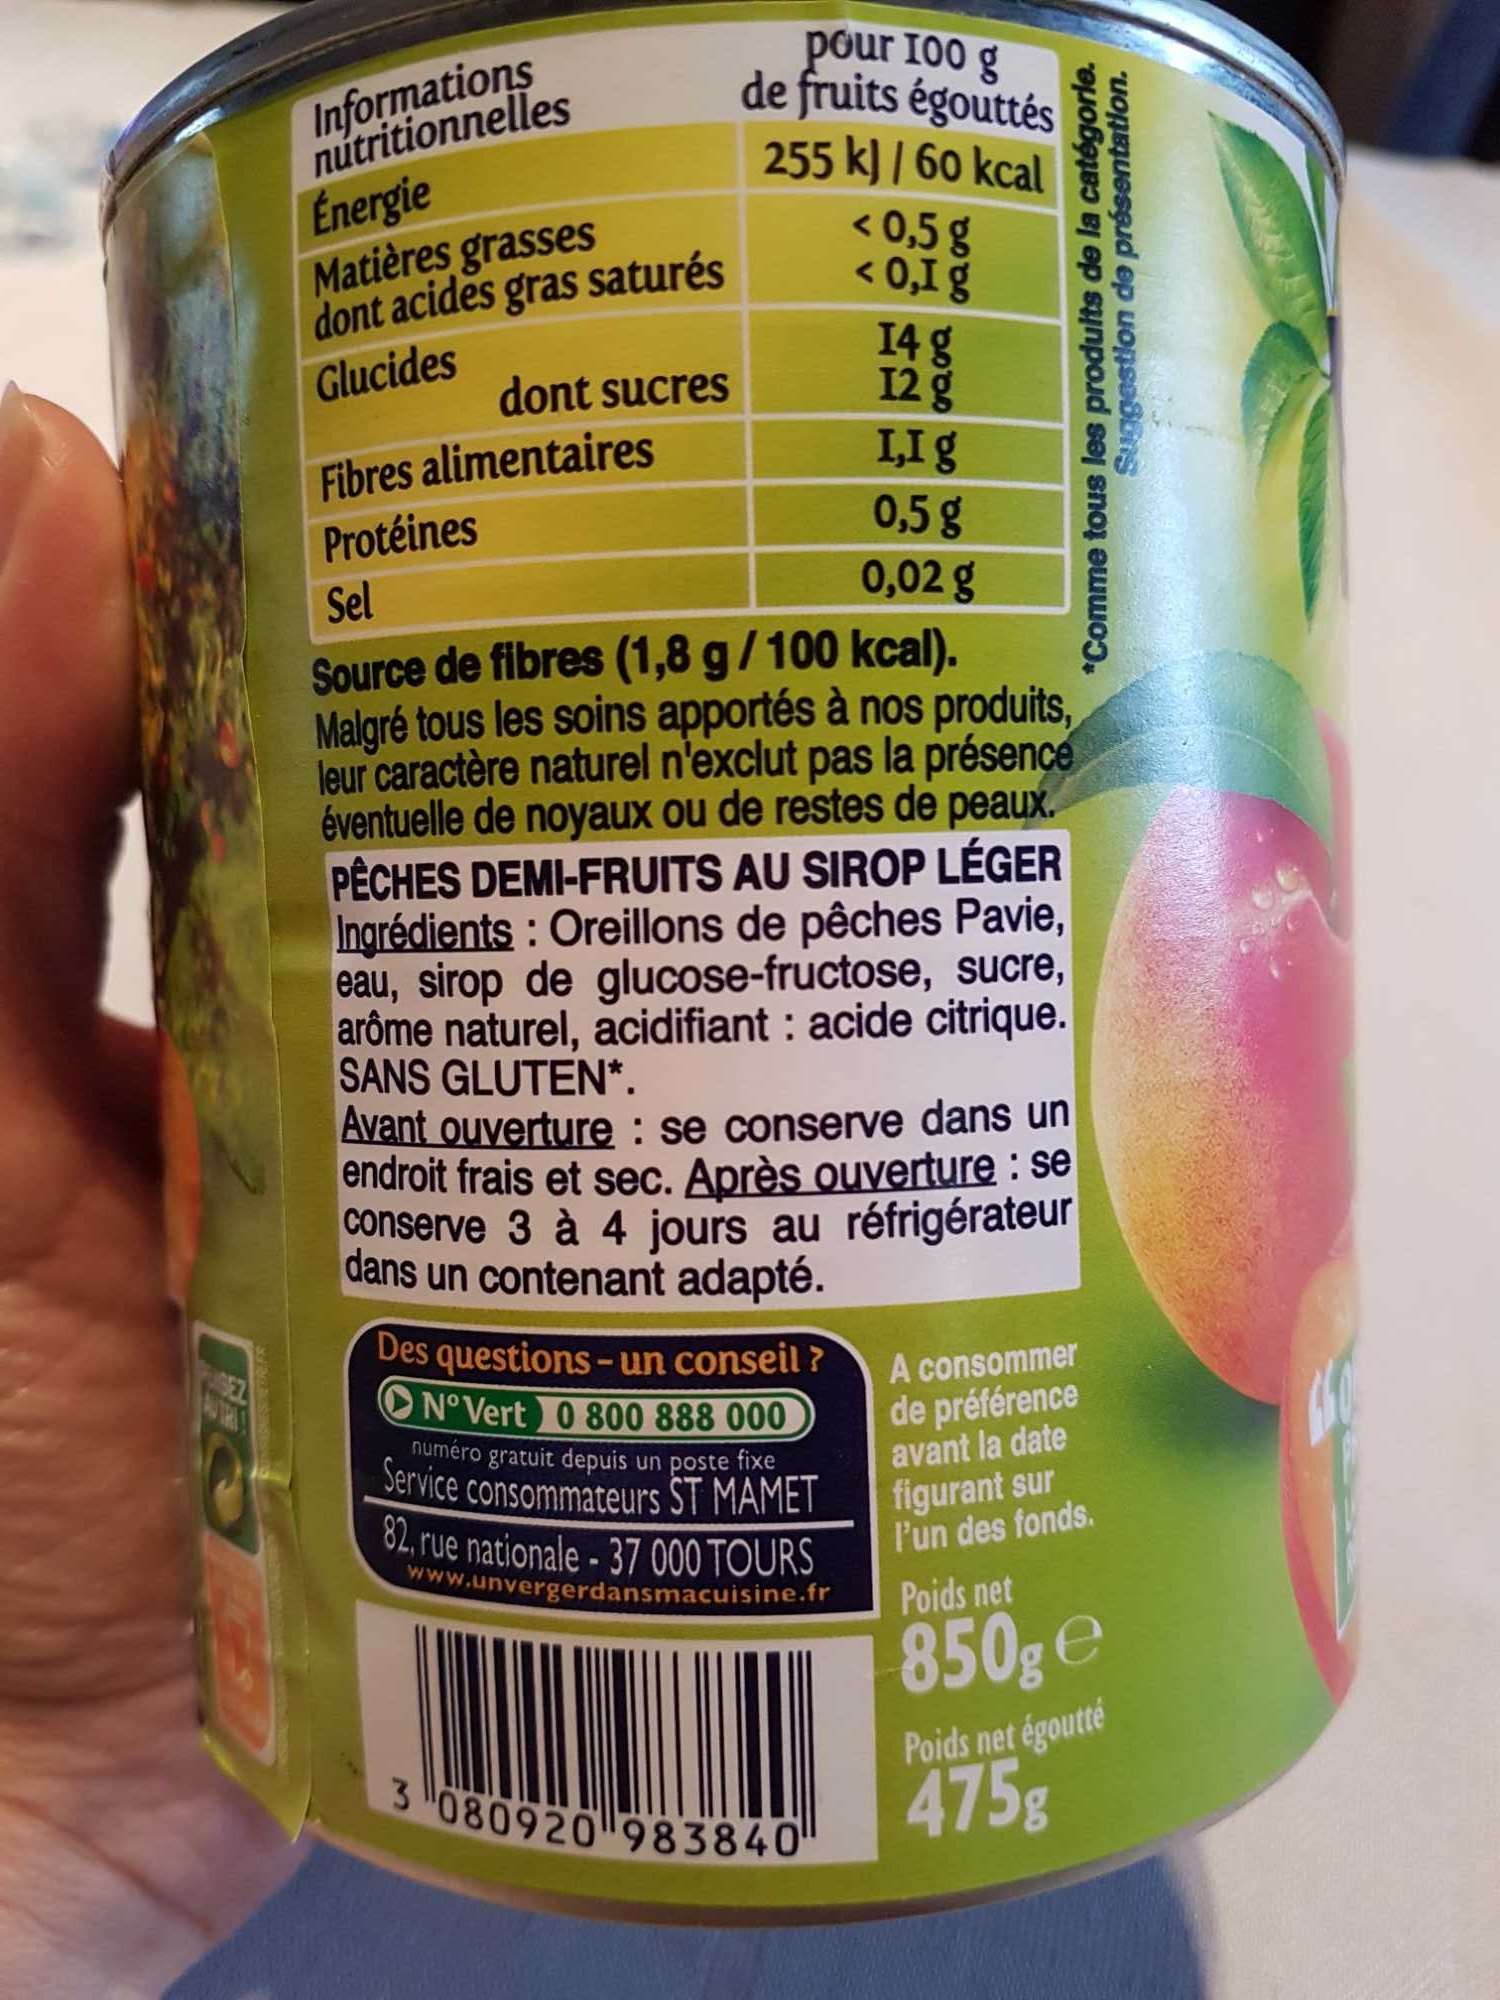 Informations
nutritionnelles
pour 100 g
de fruits égouttés
Énergie
255 kJ / 60 kcal
Matières grasses
< 0,5 g
dont acides gras saturés
< 0,1 g
Glucides
14 g
dont sucres
12 g
Fibres alimentaires
1,1 g
Protéines
0,5 g
Sel
0,02 g
*Comme tous les produits de la catégorie.
Suggestion de présentation.
Source de fibres (1,8 g / 100 kcal).
Malgré tous les soins apportés à nos produits,
leur caractère naturel n'exclut pas la présence
éventuelle de noyaux ou de restes de peaux.
PÊCHES DEMI-FRUITS AU SIROP LÉGER
Ingrédients : Oreillons de pêches Pavie,
eau, sirop de glucose-fructose, sucre,
arôme naturel, acidifiant : acide citrique.
SANS GLUTEN*.
Avant ouverture : se conserve dans un
endroit frais et sec. Après ouverture : se
conserve 3 à 4 jours au réfrigérateur
dans un contenant adapté.
Des questions - un conseil ?
N° Vert 0 800 888 000
numéro gratuit depuis un poste fixe
Service consommateurs ST MAMET
82, rue nationale - 37 000 TOURS
www.unvergerdansmacuisine.fr
A consommer
de préférence
avant la date
figurant sur
l'un des fonds.
Poids net
850g e
Poids net égoutté
475g
3 080920 983840